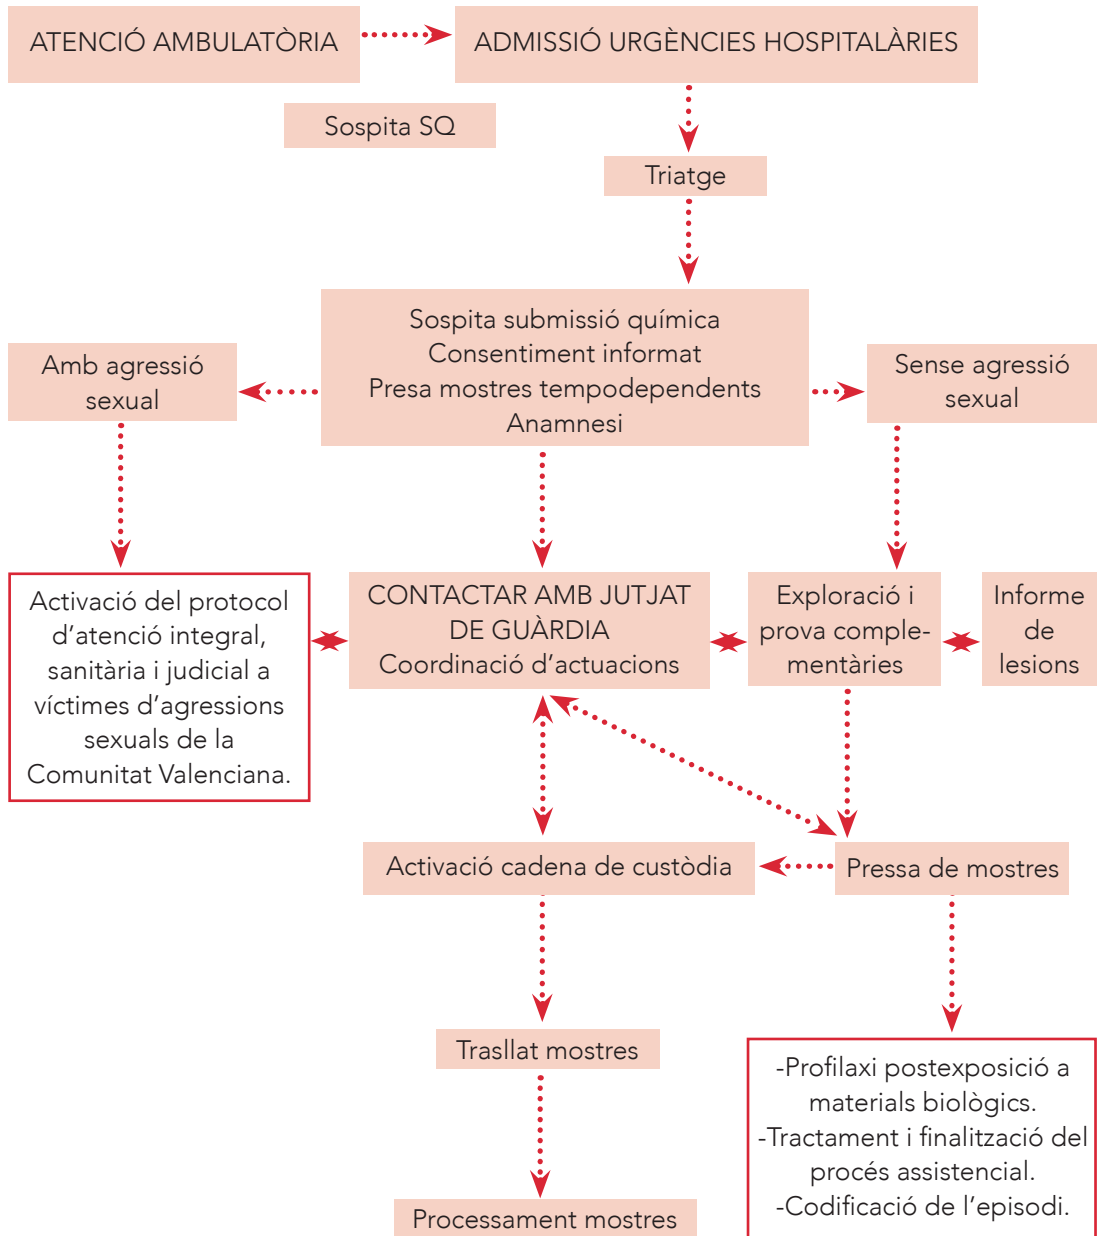 ATENCIÓ AMBULATÒRIA
ADMISSIÓ URGÈNCIES HOSPITALÀRIES
Sospita SQ
Triatge
Sospita submissió química
Consentiment informat
Presa mostres tempodependents
Anamnesi
Amb agressió
sexual
Sense agressió
sexual
Activació del protocol
d’atenció integral,
sanitària i judicial a
víctimes d’agressions
sexuals de la
Comunitat Valenciana.
CONTACTAR AMB JUTJAT
DE GUÀRDIA
Coordinació d’actuacions
Exploració i
prova comple-
mentàries
Informe
de
lesions
Activació cadena de custòdia
Pressa de mostres
Trasllat mostres
-Profilaxi postexposició a
materials biològics.
-Tractament i finalització del
procés assistencial.
-Codificació de l’episodi.
Processament mostres